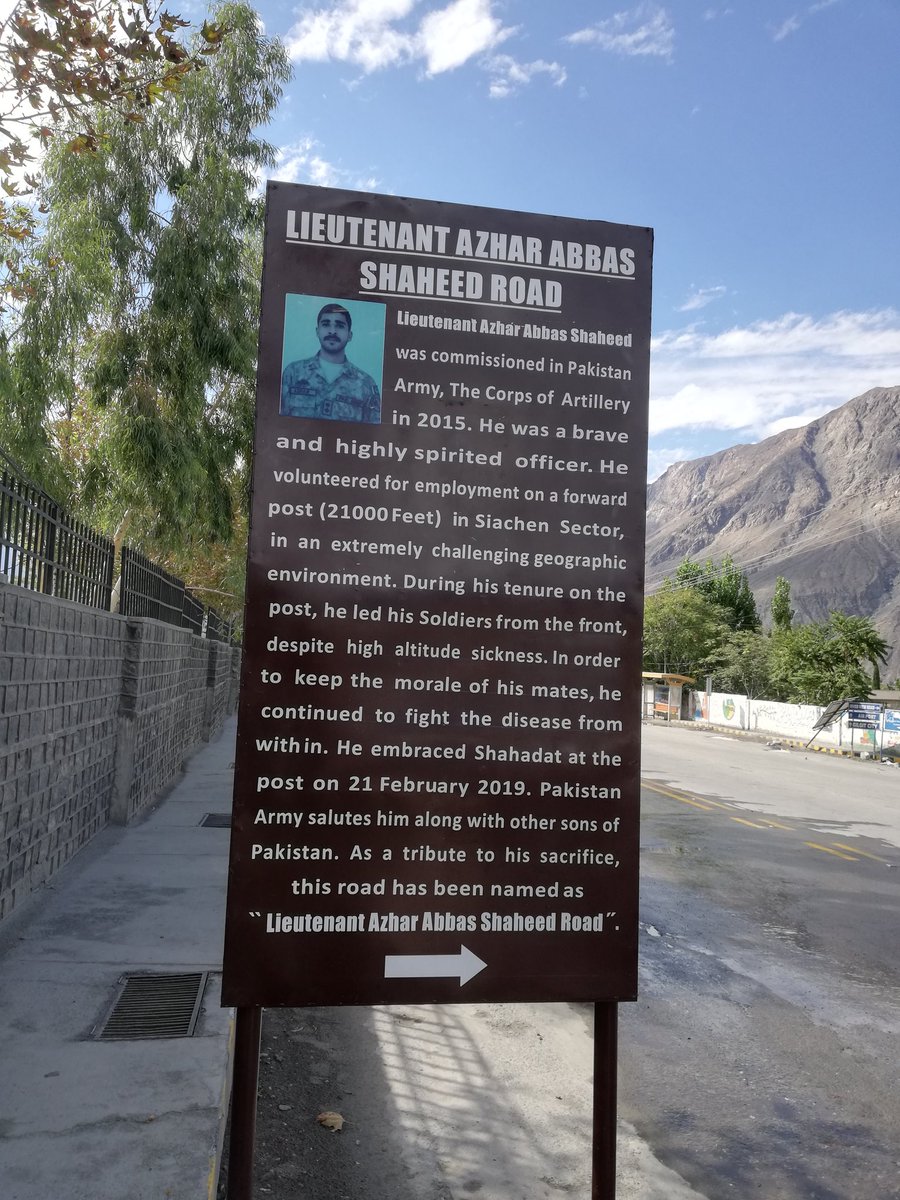 LIEUTENANT AZHAR ABBAS
SHAHEED ROAD
Lieutenant Azhar Abbas Shaheed
was commissioned in Pakistan
Army, The Corps of Artillery
in 2015. He was a brave
and highly spirited officer. He
volunteered for employment on a forward
post (21000 Feet) in Siachen Sector,
in an extremely challenging geographic
environment. During his tenure on the
post, he led his Soldiers from the front,
despite high altitude sickness. In order
to keep the morale of his mates, he
continued to fight the disease from
within. He embraced Shahadat at the
post on 21 February 2019. Pakistan
Army salutes him along with other sons of
Pakistan. As a tribute to his sacrifice,
this road has been named as
“ Lieutenant Azhar Abbas Shaheed Road”.
AIRPORT
GILGIT CITY